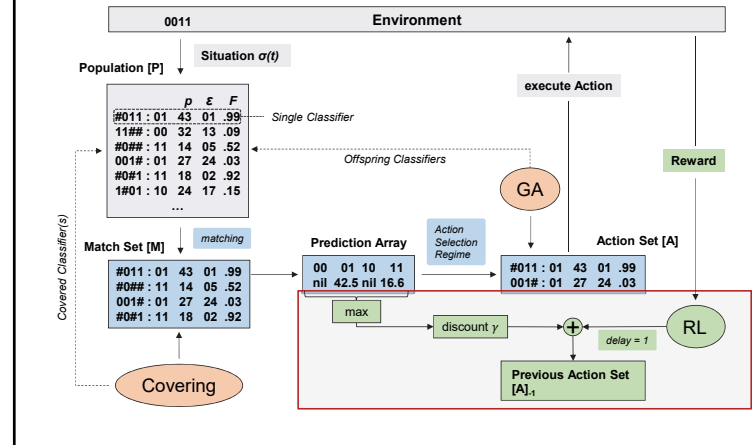 Environment
0011
Situation σ(t)
Population [P]
p ε F
#011 : 01 43 01 .99
11## : 00 32 13 .09
#0## : 11 14 05 .52
001# : 01 27 24 .03
#0#1 : 11 18 02 .92
1#01 : 10 24 17 .15
...
Single Classifier
execute Action
Offspring Classifiers
GA
Reward
Covered Classifier(s)
matching
Match Set [M]
#011 : 01 43 01 .99
#0## : 11 14 05 .52
001# : 01 27 24 .03
#0#1 : 11 18 02 .92
Prediction Array
00 01 10 11
nil 42.5 nil 16.6
Action
Selection
Regime
Action Set [A]
#011 : 01 43 01 .99
001# : 01 27 24 .03
max
discount γ
+
delay = 1
RL
Previous Action Set
[A]-1
Covering